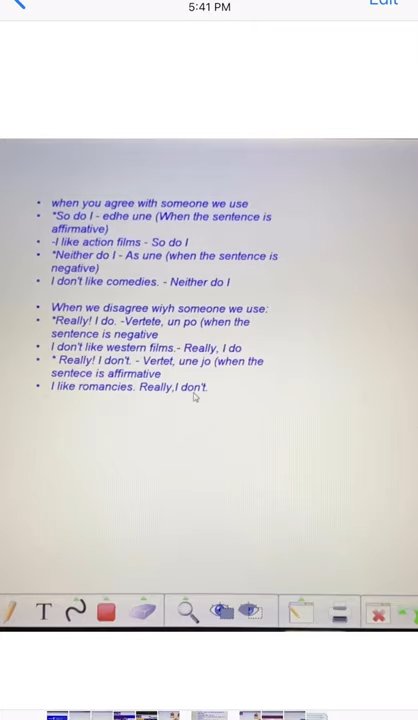 5:41 PM
Edit
• when you agree with someone we use
• *So do I - edhe une (When the sentence is
affirmative)
• -I like action films - So do I
• *Neither do I - As une (when the sentence is
negative)
• I don't like comedies. - Neither do I
• When we disagree wiyh someone we use:
• *Really! I do. -Vertete, un po (when the
sentence is negative
• I don't like western films.- Really, I do
• * Really! I don't. - Vertet, une jo (when the
sentece is affirmative
• I like romancies. Really,I don't.
T